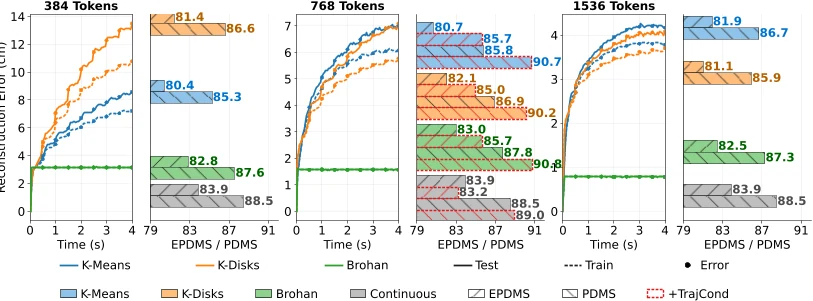 384 Tokens
768 Tokens
1536 Tokens
Reconstruction Error (cm)
14
12
10
8
6
4
2
0
0 1 2 3 4
Time (s)
81.4
86.6
80.4
85.3
82.8
87.6
83.9
88.5
79 83 87 91
EPDMS / PDMS
7
6
5
4
3
2
1
0
0 1 2 3 4
Time (s)
80.7
85.7
85.8
90.7
82.1
85.0
86.9
90.2
83.0
85.7
87.8
90.8
83.9
83.2
88.5
89.0
79 83 87 91
EPDMS / PDMS
4
3
2
1
0
0 1 2 3 4
Time (s)
81.9
86.7
81.1
85.9
82.5
87.3
83.9
88.5
79 83 87 91
EPDMS / PDMS
K-Means K-Disks Brohan Test Train Error
K-Means K-Disks Brohan Continuous EPDMS PDMS +TrajCond